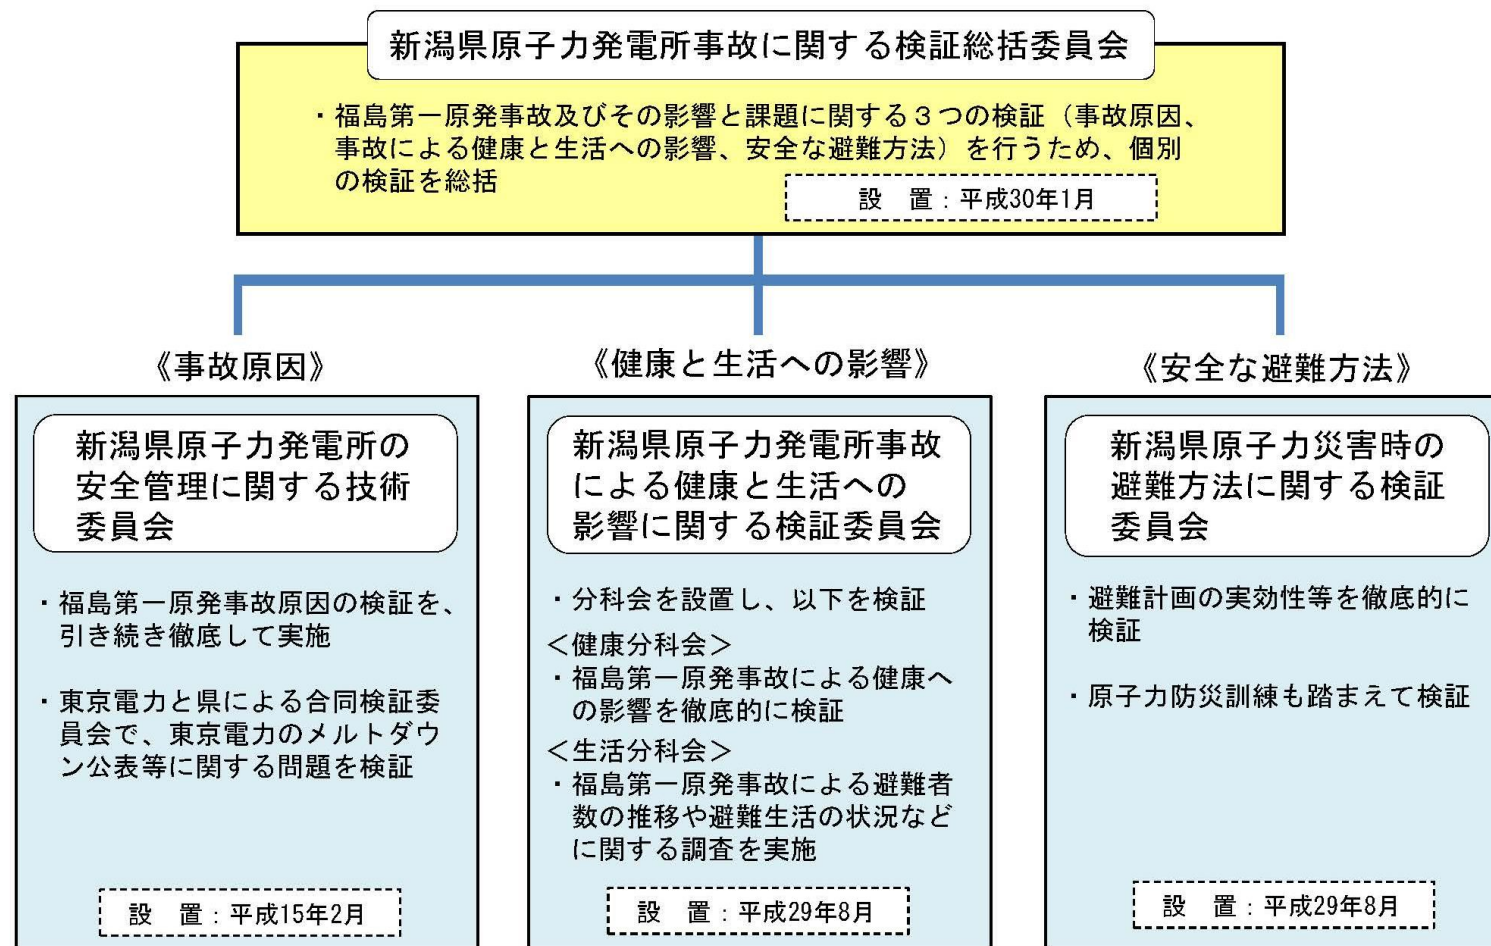 新潟県原子力発電所事故に関する検証総括委員会
・福島第一原発事故及びその影響と課題に関する３つの検証（事故原因、
事故による健康と生活への影響、安全な避難方法）を行うため、個別
の検証を総括
設　置：平成30年1月
《事故原因》
新潟県原子力発電所の
安全管理に関する技術
委員会
・福島第一原発事故原因の検証を、
引き続き徹底して実施
・東京電力と県による合同検証委
員会で、東京電力のメルトダウ
ン公表等に関する問題を検証
設　置：平成15年2月
《健康と生活への影響》
新潟県原子力発電所事故
による健康と生活への
影響に関する検証委員会
・分科会を設置し、以下を検証
＜健康分科会＞
・福島第一原発事故による健康へ
の影響を徹底的に検証
＜生活分科会＞
・福島第一原発事故による避難者
数の推移や避難生活の状況など
に関する調査を実施
設　置：平成29年8月
《安全な避難方法》
新潟県原子力災害時の
避難方法に関する検証
委員会
・避難計画の実効性等を徹底的に
検証
・原子力防災訓練も踏まえて検証
設　置：平成29年8月